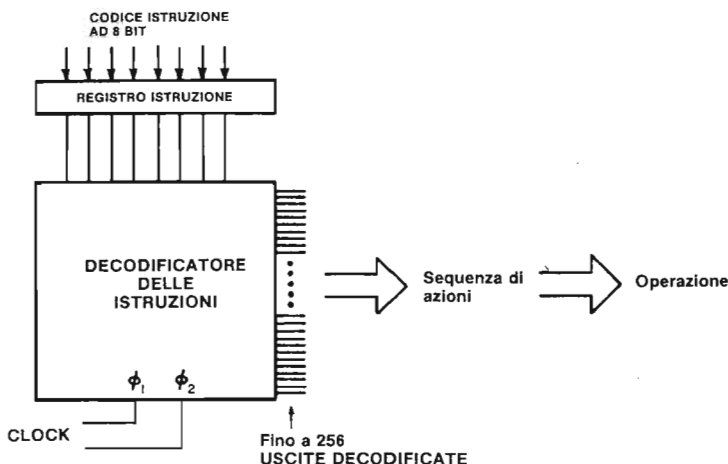 CODICE ISTRUZIONE
AD 8 BIT
REGISTRO ISTRUZIONE
DECODIFICATORE
DELLE
ISTRUZIONI
Sequenza di
azioni
Operazione
ϕ1
ϕ2
CLOCK
Fino a 256
USCITE DECODIFICATE